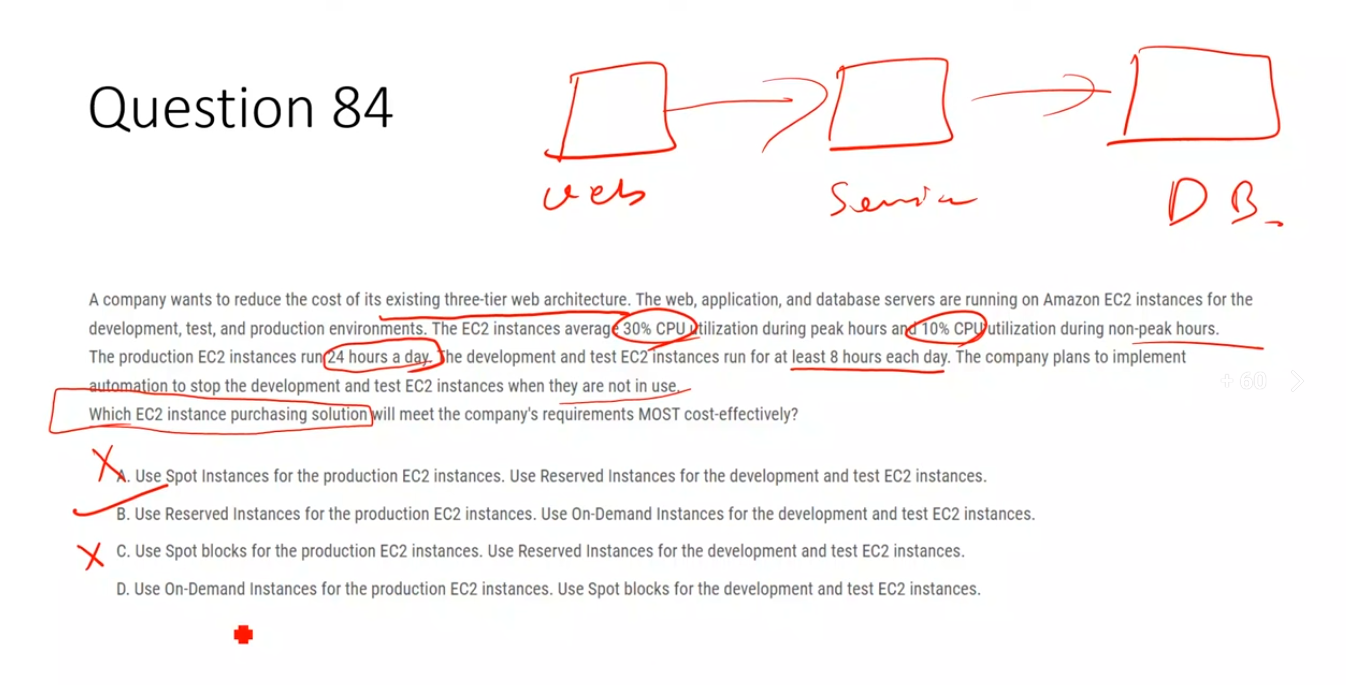 Question 84
Web
Service
DB
A company wants to reduce the cost of its existing three-tier web architecture. The web, application, and database servers are running on Amazon EC2 instances for the
development, test, and production environments. The EC2 instances average 30% CPU utilization during peak hours and 10% CPU utilization during non-peak hours.
The production EC2 instances run 24 hours a day. The development and test EC2 instances run for at least 8 hours each day. The company plans to implement
automation to stop the development and test EC2 instances when they are not in use.
+ 60
Which EC2 instance purchasing solution will meet the company's requirements MOST cost-effectively?
A. Use Spot Instances for the production EC2 instances. Use Reserved Instances for the development and test EC2 instances.
B. Use Reserved Instances for the production EC2 instances. Use On-Demand Instances for the development and test EC2 instances.
C. Use Spot blocks for the production EC2 instances. Use Reserved Instances for the development and test EC2 instances.
D. Use On-Demand Instances for the production EC2 instances. Use Spot blocks for the development and test EC2 instances.